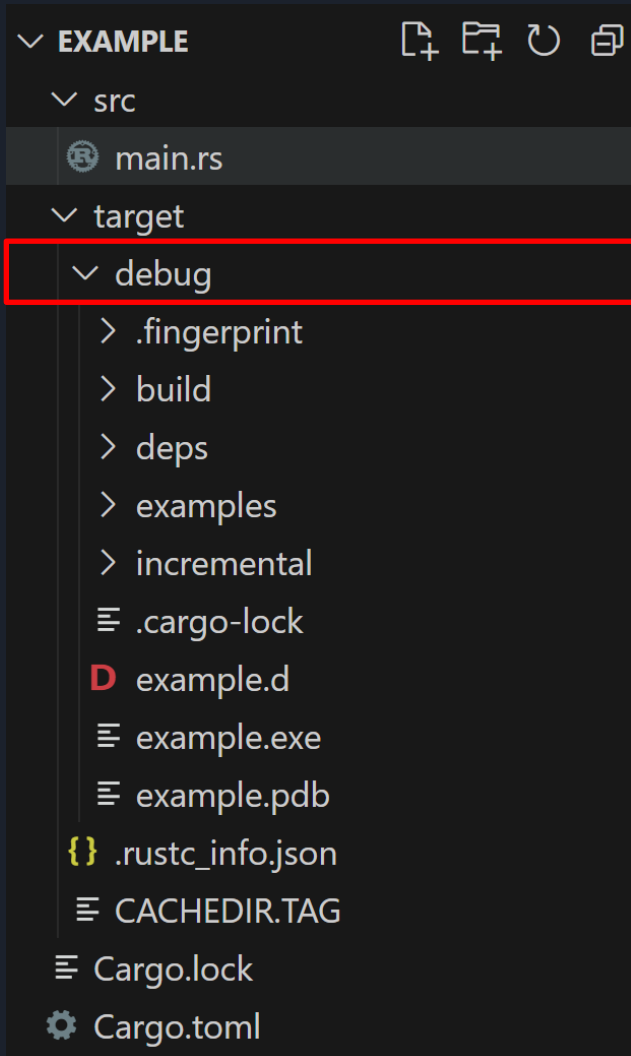 EXAMPLE
src
main.rs
target
debug
.fingerprint
build
deps
examples
incremental
.cargo-lock
D example.d
example.exe
example.pdb
{} .rustc_info.json
CACHEDIR.TAG
Cargo.lock
Cargo.toml